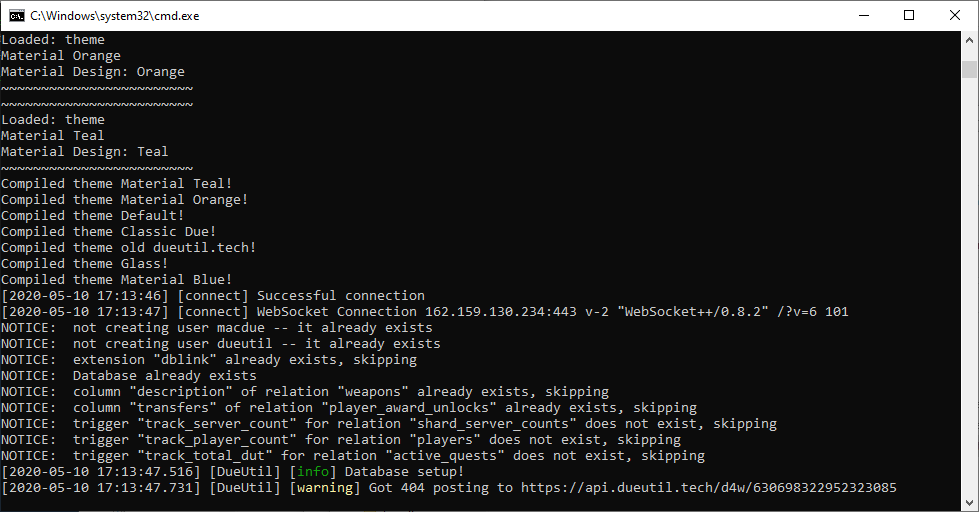 C:\Windows\system32\cmd.exe
Loaded: theme
Material Orange
Material Design: Orange
~~~~~~~~~~~~~~~~~~~~~~~~
~~~~~~~~~~~~~~~~~~~~~~~~
Loaded: theme
Material Teal
Material Design: Teal
~~~~~~~~~~~~~~~~~~~~~~~~
Compiled theme Material Teal!
Compiled theme Material Orange!
Compiled theme Default!
Compiled theme Classic Due!
Compiled theme old dueutil.tech!
Compiled theme Glass!
Compiled theme Material Blue!
[2020-05-10 17:13:46] [connect] Successful connection
[2020-05-10 17:13:47] [connect] WebSocket Connection 162.159.130.234:443 v-2 "WebSocket++/0.8.2" /?v=6 101
NOTICE:  not creating user macdue -- it already exists
NOTICE:  not creating user dueutil -- it already exists
NOTICE:  extension "dblink" already exists, skipping
NOTICE:  Database already exists
NOTICE:  column "description" of relation "weapons" already exists, skipping
NOTICE:  column "transfers" of relation "player_award_unlocks" already exists, skipping
NOTICE:  trigger "track_server_count" for relation "shard_server_counts" does not exist, skipping
NOTICE:  trigger "track_player_count" for relation "players" does not exist, skipping
NOTICE:  trigger "track_total_dut" for relation "active_quests" does not exist, skipping
[2020-05-10 17:13:47.516] [DueUtil] [info] Database setup!
[2020-05-10 17:13:47.731] [DueUtil] [warning] Got 404 posting to https://api.dueutil.tech/d4w/630698322952323085